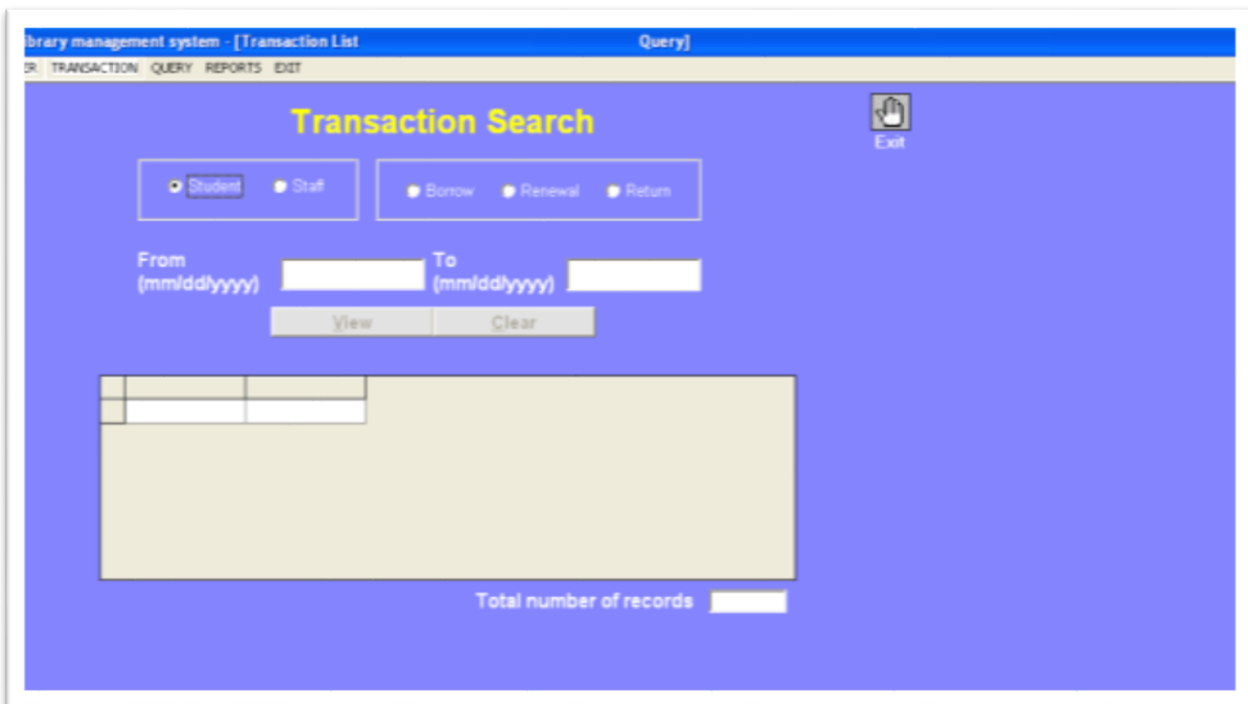 ibrary management system - [Transaction List Query]
ER TRANSACTION QUERY REPORTS EXIT
Transaction Search
Exit
Student Staff Borrow Renewal Return
From To
(mm/dd/yyyy) (mm/dd/yyyy)
View Clear
Total number of records